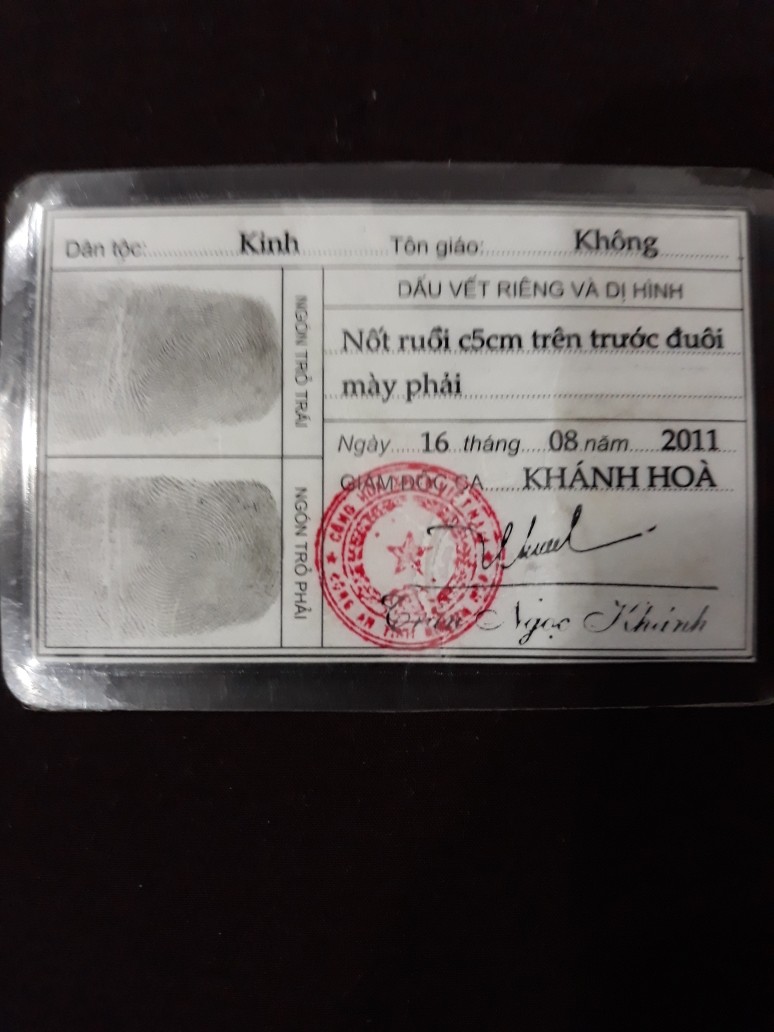 Dân tộc: Kinh Tôn giáo: Không
NGÓN TRỎ TRÁI
NGÓN TRỎ PHẢI
DẤU VẾT RIÊNG VÀ DỊ HÌNH
Nốt ruồi c5cm trên trước đuôi
mày phải
Ngày 16 tháng 08 năm 2011
GIÁM ĐỐC CA KHÁNH HOÀ
Trần Ngọc Khánh